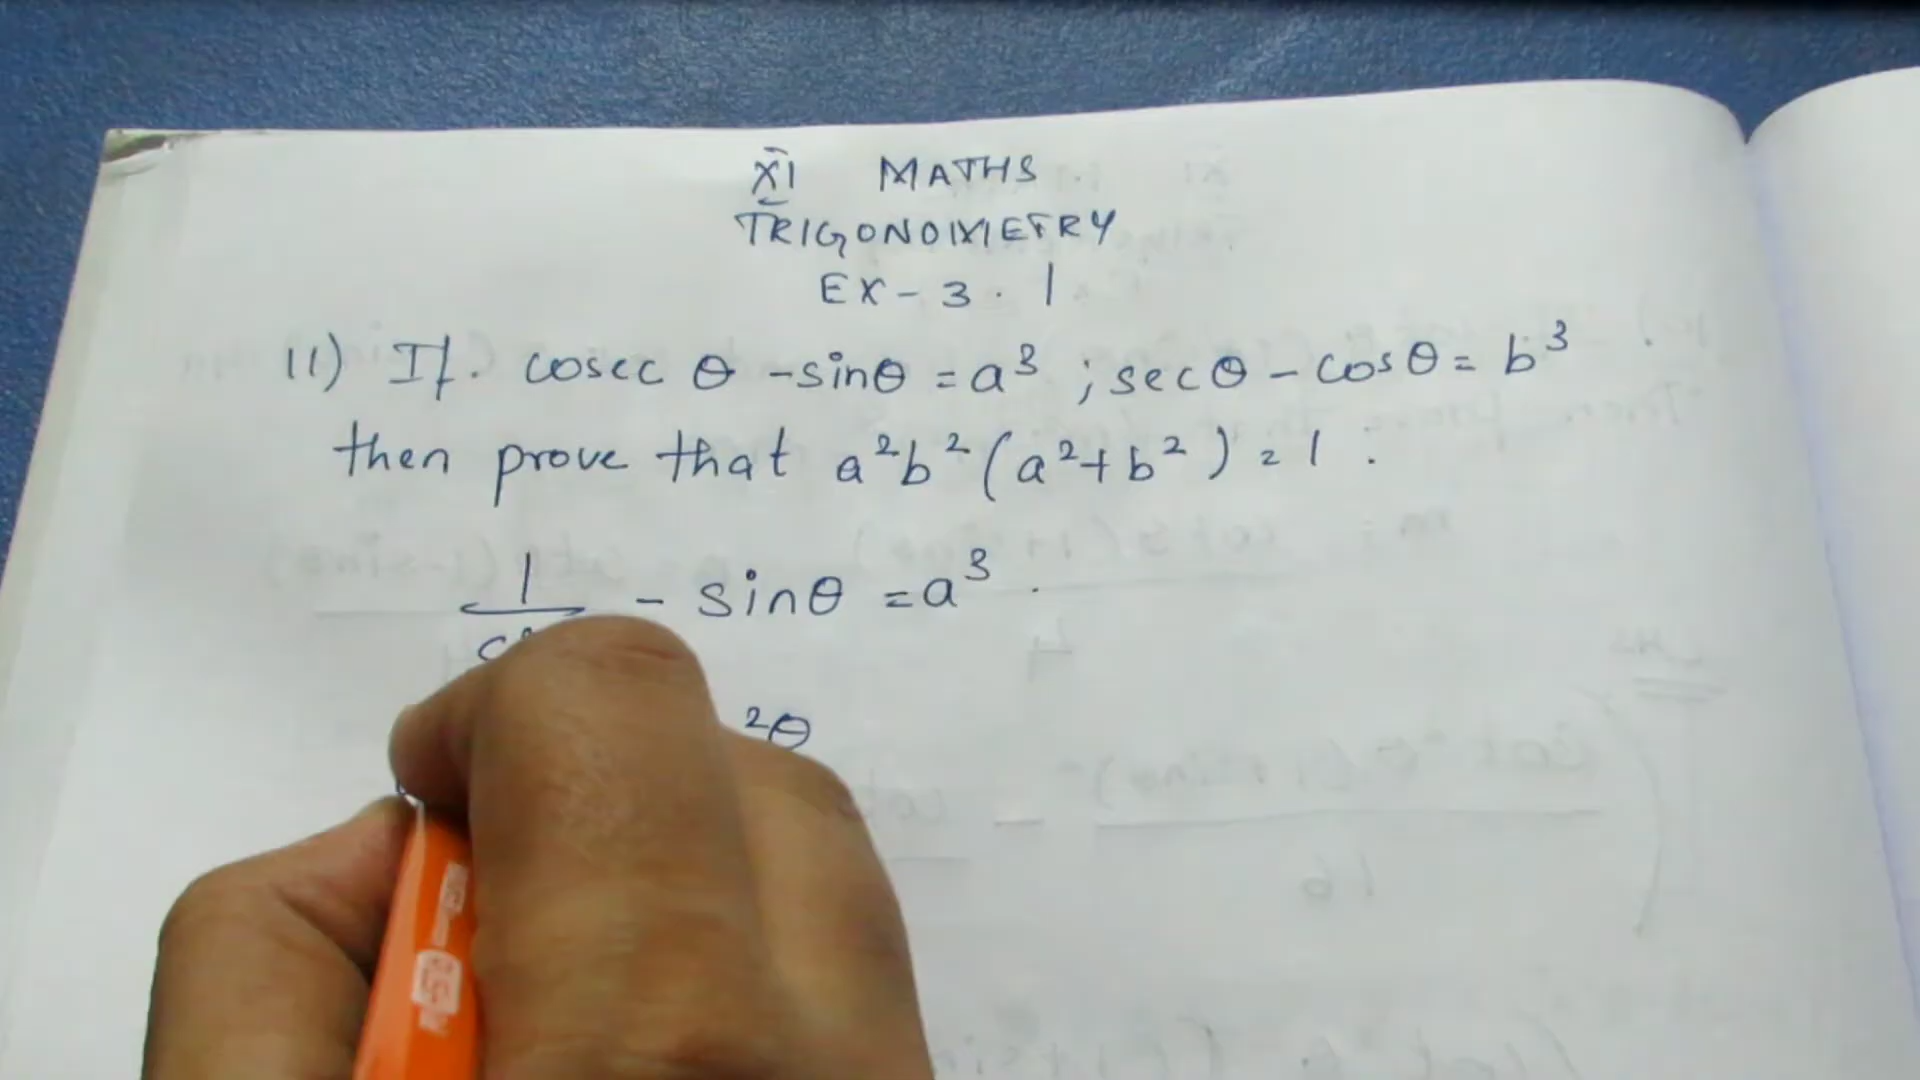 XI MATHS
TRIGONOMETRY
EX-3.1
11) If. cosec θ -sinθ = a³ ; secθ - cosθ = b³
then prove that a²b² (a²+b²) = 1 :
1/ - sinθ = a³ .
²θ